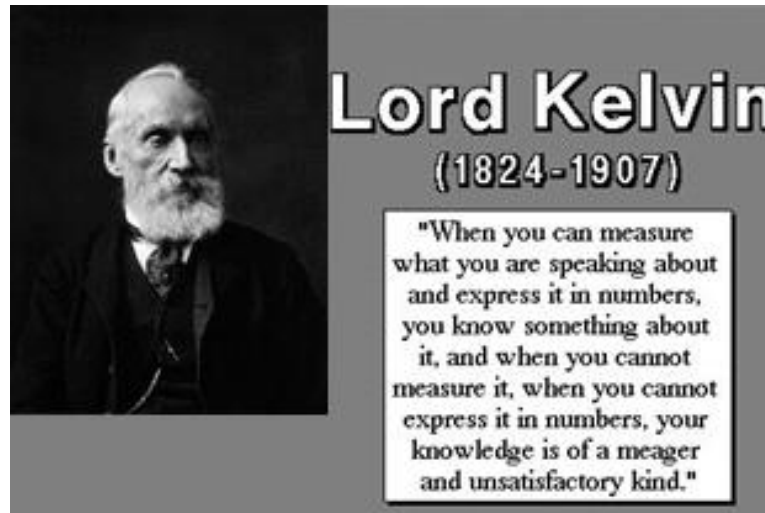 Lord Kelvin
(1824-1907)
"When you can measure
what you are speaking about
and express it in numbers,
you know something about
it, and when you cannot
measure it, when you cannot
express it in numbers, your
knowledge is of a meager
and unsatisfactory kind."